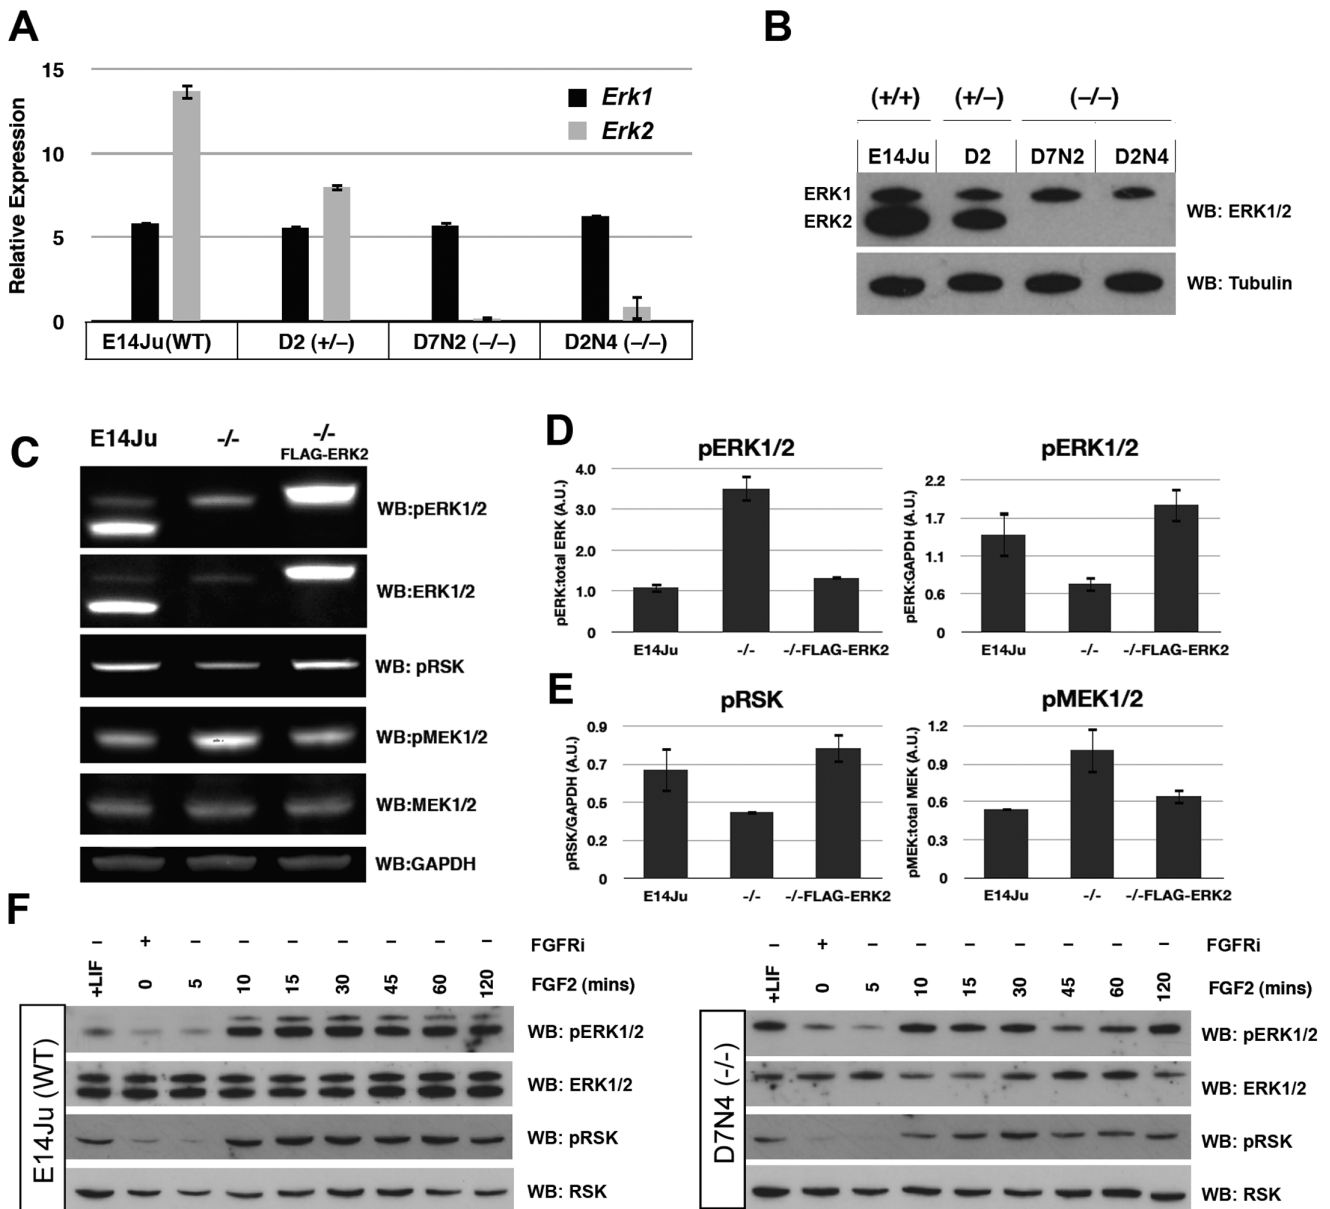 A
Relative Expression
15
10
5
0
Erk1
Erk2
E14Ju(WT)
D2 (+/–)
D7N2 (–/–)
D2N4 (–/–)
B
(+/+)
(+/–)
(–/–)
E14Ju
D2
D7N2
D2N4
ERK1
ERK2
WB: ERK1/2
WB: Tubulin
C
E14Ju
-/-
-/-
FLAG-ERK2
WB:pERK1/2
WB:ERK1/2
WB: pRSK
WB:pMEK1/2
WB:MEK1/2
WB:GAPDH
D
pERK1/2
pERK:total ERK (A.U.)
4.0
3.0
2.0
1.0
0
E14Ju
-/-
-/-FLAG-ERK2
pERK1/2
pERK:GAPDH (A.U.)
2.2
1.7
1.1
0.6
0
E14Ju
-/-
-/-FLAG-ERK2
E
pRSK
pRSK/GAPDH (A.U.)
0.9
0.7
0.5
0.2
0
E14Ju
-/-
-/-FLAG-ERK2
pMEK1/2
pMEK:total MEK (A.U.)
1.2
0.9
0.6
0.3
0
E14Ju
-/-
-/-FLAG-ERK2
F
– + – – – – – – – FGFRi
+LIF 0 5 10 15 30 45 60 120 FGF2 (mins)
E14Ju (WT)
WB: pERK1/2
WB: ERK1/2
WB: pRSK
WB: RSK
– + – – – – – – – FGFRi
+LIF 0 5 10 15 30 45 60 120 FGF2 (mins)
D7N4 (-/-)
WB: pERK1/2
WB: ERK1/2
WB: pRSK
WB: RSK